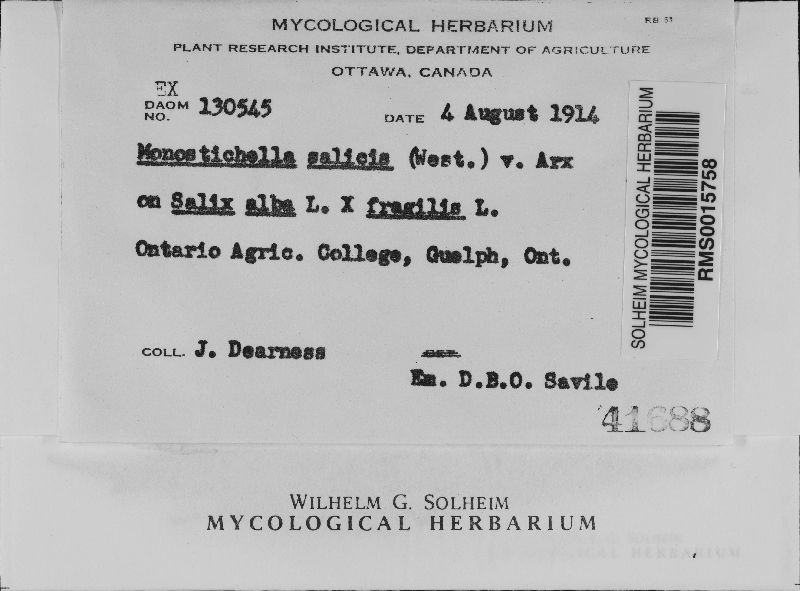 MYCOLOGICAL HERBARIUM
PLANT RESEARCH INSTITUTE, DEPARTMENT OF AGRICULTURE
OTTAWA, CANADA
EX
DAOM NO. 130545
DATE 4 August 1914
Monostichella salicis (West.) v. Arx
on Salix alba L. X fragilis L.
Ontario Agric. College, Guelph, Ont.
COLL. J. Dearness
Em. D.B.O. Savile
41688
SOLHEIM MYCOLOGICAL HERBARIUM
RMS0015758
WILHELM G. SOLHEIM
MYCOLOGICAL HERBARIUM